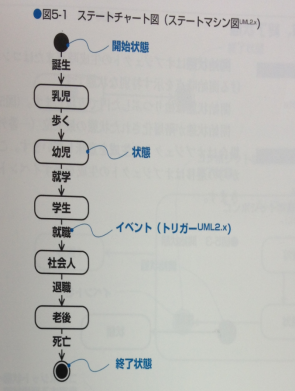 ●図5-1 ステートチャート図（ステートマシン図UML2.x）
開始状態
誕生
乳児
歩く
幼児
状態
就学
学生
就職
イベント（トリガーUML2.x）
社会人
退職
老後
死亡
終了状態